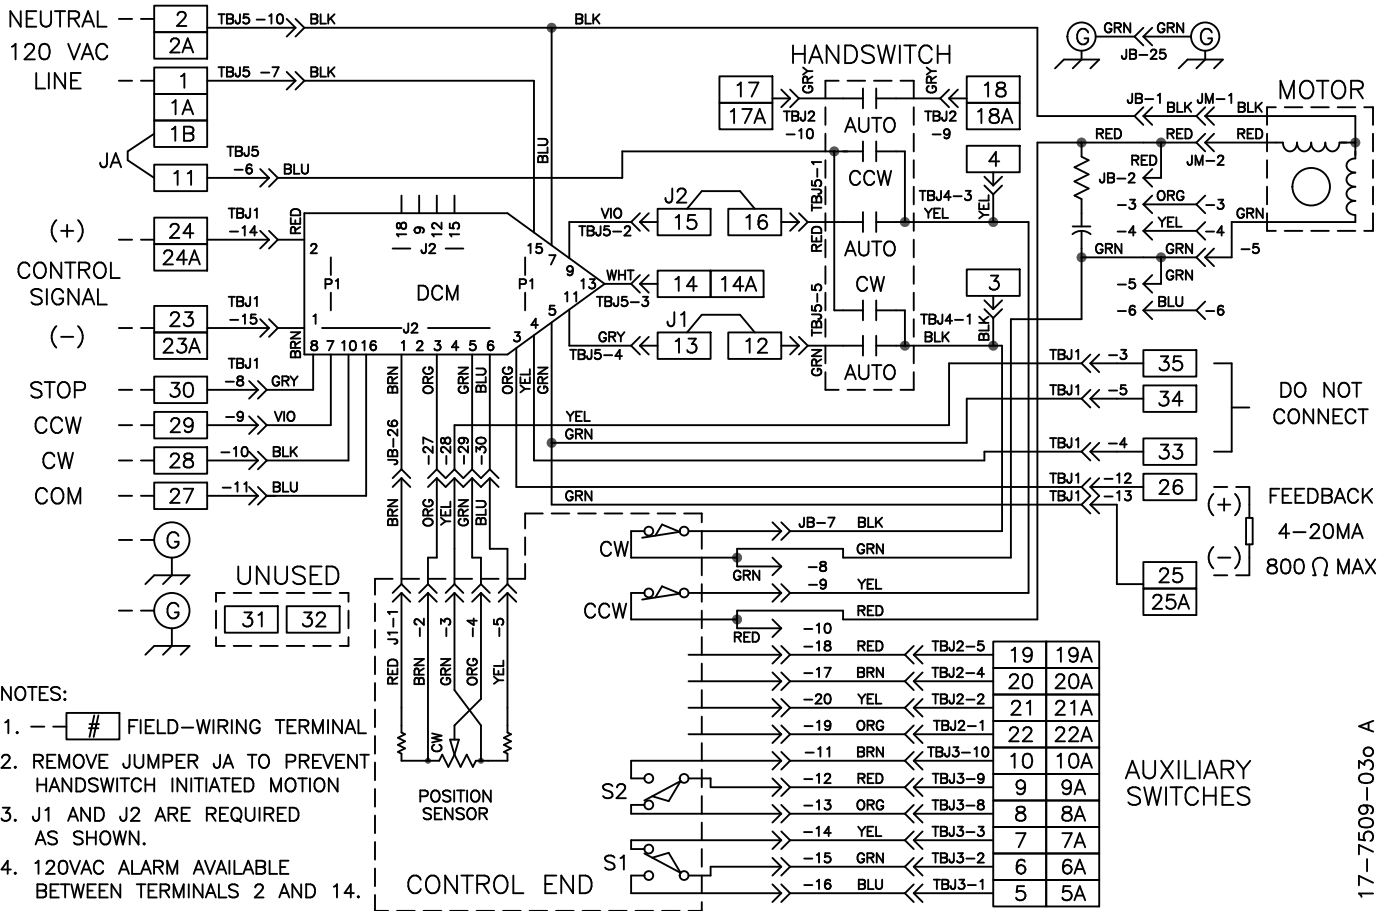 NEUTRAL 2 TBJ5 -10 BLK BLK
2A
120 VAC
LINE 1 TBJ5 -7 BLK
1A
1B
JA
11 TBJ5 -6 BLU
BLU
HANDSWITCH
17 GRY GRY 18
17A TBJ2 -10 AUTO TBJ2 -9 18A
CCW
TBJ5-1 TBJ4-3 4
YEL YEL
RED AUTO
CW
TBJ5-5 TBJ4-1 3
BLK BLK
GRN AUTO
G GRN GRN G
JB-25
MOTOR
JB-1 JM-1
BLK BLK
RED RED RED
RED JM-2
JB-2
-3 ORG -3
-4 YEL -4
GRN
GRN GRN -5
-5 GRN
-6 BLU -6
(+) 24 TBJ1 -14 RED
24A
CONTROL
SIGNAL
(-) 23 TBJ1 -15 BRN
23A
18 9 12 15
J2
2 P1 DCM P1
1 J2
15 7 9 13 11 5 4 3
8 7 10 16 1 2 3 4 5 6
J2
VIO 15 16
TBJ5-2
WHT 14 14A
TBJ5-3
J1
GRY 13 12
TBJ5-4
STOP 30 TBJ1 -8 GRY
CCW 29 -9 VIO
CW 28 -10 BLK
COM 27 -11 BLU
G
G
UNUSED
31 32
BRN ORG GRN BLU ORG YEL GRN
JB-26 -27 -28 -29 -30
BRN ORG YEL GRN BLU
YEL
GRN
GRN
TBJ1 -3 35
TBJ1 -5 34
TBJ1 -4 33
DO NOT
CONNECT
TBJ1 -12 26
TBJ1 -13
(+) FEEDBACK
4-20MA
(-) 800 Ω MAX
25
25A
CW JB-7 BLK
GRN
GRN -8
CCW -9 YEL
RED
RED -10
J1-1 -2 -3 -4 -5
RED BRN GRN ORG YEL
CW
POSITION
SENSOR
CONTROL END
S2
S1
-18 RED TBJ2-5 19 19A
-17 BRN TBJ2-4 20 20A
-20 YEL TBJ2-2 21 21A
-19 ORG TBJ2-1 22 22A
-11 BRN TBJ3-10 10 10A
-12 RED TBJ3-9 9 9A
-13 ORG TBJ3-8 8 8A
-14 YEL TBJ3-3 7 7A
-15 GRN TBJ3-2 6 6A
-16 BLU TBJ3-1 5 5A
AUXILIARY
SWITCHES
NOTES:
1. -- # FIELD-WIRING TERMINAL
2. REMOVE JUMPER JA TO PREVENT
HANDSWITCH INITIATED MOTION
3. J1 AND J2 ARE REQUIRED
AS SHOWN.
4. 120VAC ALARM AVAILABLE
BETWEEN TERMINALS 2 AND 14.
17-7509-03o A